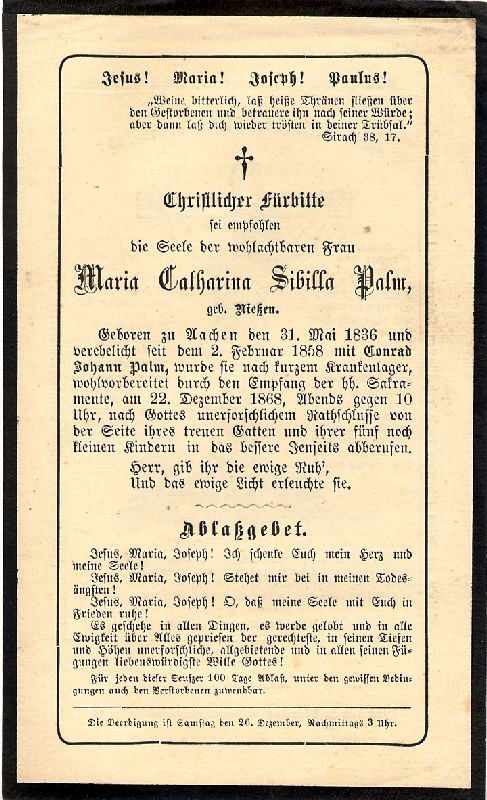 Jesus! Maria! Joseph! Paulus!
„Weine bitterlich, laß heiße Thränen fließen über
den Gestorbenen und betrauere ihn nach seiner Würde;
aber dann laß dich wieder trösten in deiner Trübsal."
Sirach 38, 17.
Christlicher Fürbitte
sei empfohlen
die Seele der wohlachtbaren Frau
Maria Catharina Sibilla Palm,
geb. Nießen.
Geboren zu Aachen den 31. Mai 1836 und
verehelicht seit dem 2. Februar 1858 mit Conrad
Johann Palm, wurde sie nach kurzem Krankenlager,
wohlvorbereitet durch den Empfang der hh. Sakra-
mente, am 22. Dezember 1868, Abends gegen 10
Uhr, nach Gottes unerforschlichem Rathschlusse von
der Seite ihres treuen Gatten und ihrer fünf noch
kleinen Kindern in das bessere Jenseits abberufen.
Herr, gib ihr die ewige Ruh',
Und das ewige Licht erleuchte sie.
Ablaßgebet.
Jesus, Maria, Joseph! Ich schenke Euch mein Herz und
meine Seele!
Jesus, Maria, Joseph! Stehet mir bei in meinen Todes-
ängsten!
Jesus, Maria, Joseph! O, daß meine Seele mit Euch in
Frieden ruhe!
Es geschehe in allen Dingen, es werde gelobt und in alle
Ewigkeit über Alles gepriesen der gerechteste, in seinen Tiefen
und Höhen unerforschliche, allgebietende und in allen seinen Fü-
gungen liebenswürdigste Wille Gottes!
Für jeden dieser Seufzer 100 Tage Ablaß, unter den gewissen Bedin-
gungen auch den Verstorbenen zuwendbar.
Die Beerdigung ist Samstag den 26. Dezember, Nachmittags 3 Uhr.